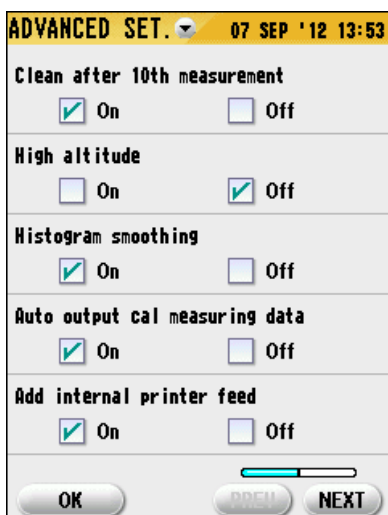 ADVANCED SET. 07 SEP '12 13:53
Clean after 10th measurement
On Off
High altitude
On Off
Histogram smoothing
On Off
Auto output cal measuring data
On Off
Add internal printer feed
On Off
OK PREV NEXT